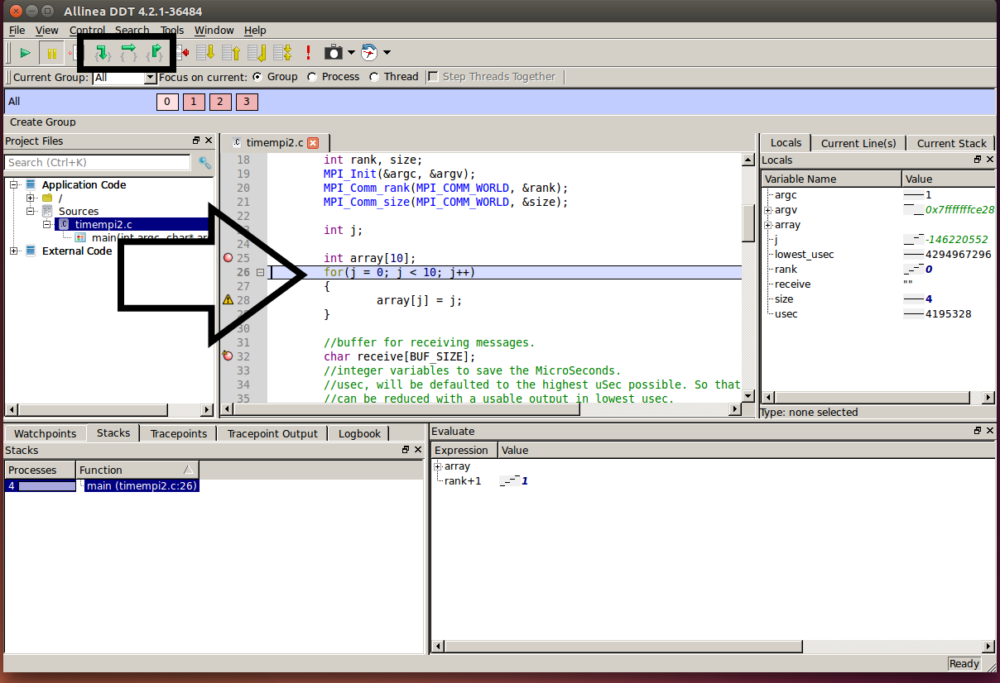 Allinea DDT 4.2.1-36484
File View Control Search Tools Window Help
Current Group: All Focus on current: Group Process Thread Step Threads Together
All 0 1 2 3
Create Group
Project Files
Search (Ctrl+K)
Application Code
/
Sources
timempi2.c
main(int argc, char* ar
External Code
timempi2.c
18 int rank, size;
19 MPI_Init(&argc, &argv);
20 MPI_Comm_rank(MPI_COMM_WORLD, &rank);
21 MPI_Comm_size(MPI_COMM_WORLD, &size);
22
int j;
24
25 int array[10];
26 for(j = 0; j < 10; j++)
27 {
28 array[j] = j;
29 }
30
31 //buffer for receiving messages.
32 char receive[BUF_SIZE];
33 //integer variables to save the MicroSeconds.
34 //usec, will be defaulted to the highest uSec possible. So that
35 //can be reduced with a usable output in lowest usec.
Locals Current Line(s) Current Stack
Locals
Variable Name Value
argc 1
argv 0x7fffffffce28
array
j -146220552
lowest_usec 4294967296
rank 0
receive ""
size 4
usec 4195328
Type: none selected
Watchpoints Stacks Tracepoints Tracepoint Output Logbook
Stacks
Processes Function
4 main (timempi2.c:26)
Evaluate
Expression Value
array
rank+1 1
Ready